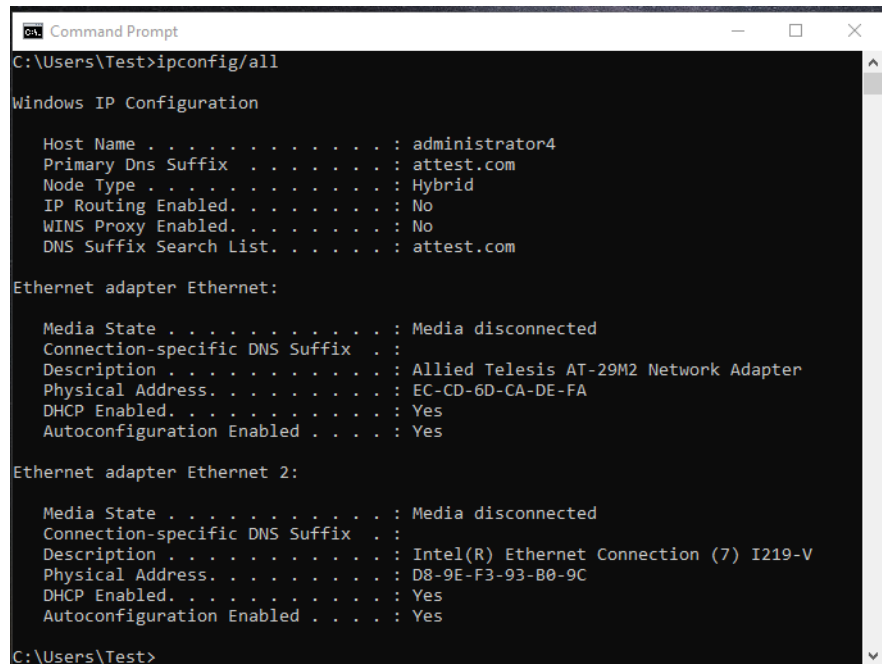 Command Prompt
C:\Users\Test>ipconfig/all
Windows IP Configuration
Host Name . . . . . . . . . . . . : administrator4
Primary Dns Suffix  . . . . . . . : attest.com
Node Type . . . . . . . . . . . . : Hybrid
IP Routing Enabled. . . . . . . . : No
WINS Proxy Enabled. . . . . . . . : No
DNS Suffix Search List. . . . . . : attest.com
Ethernet adapter Ethernet:
Media State . . . . . . . . . . . : Media disconnected
Connection-specific DNS Suffix  . :
Description . . . . . . . . . . . : Allied Telesis AT-29M2 Network Adapter
Physical Address. . . . . . . . . : EC-CD-6D-CA-DE-FA
DHCP Enabled. . . . . . . . . . . : Yes
Autoconfiguration Enabled . . . . : Yes
Ethernet adapter Ethernet 2:
Media State . . . . . . . . . . . : Media disconnected
Connection-specific DNS Suffix  . :
Description . . . . . . . . . . . : Intel(R) Ethernet Connection (7) I219-V
Physical Address. . . . . . . . . : D8-9E-F3-93-B0-9C
DHCP Enabled. . . . . . . . . . . : Yes
Autoconfiguration Enabled . . . . : Yes
C:\Users\Test>